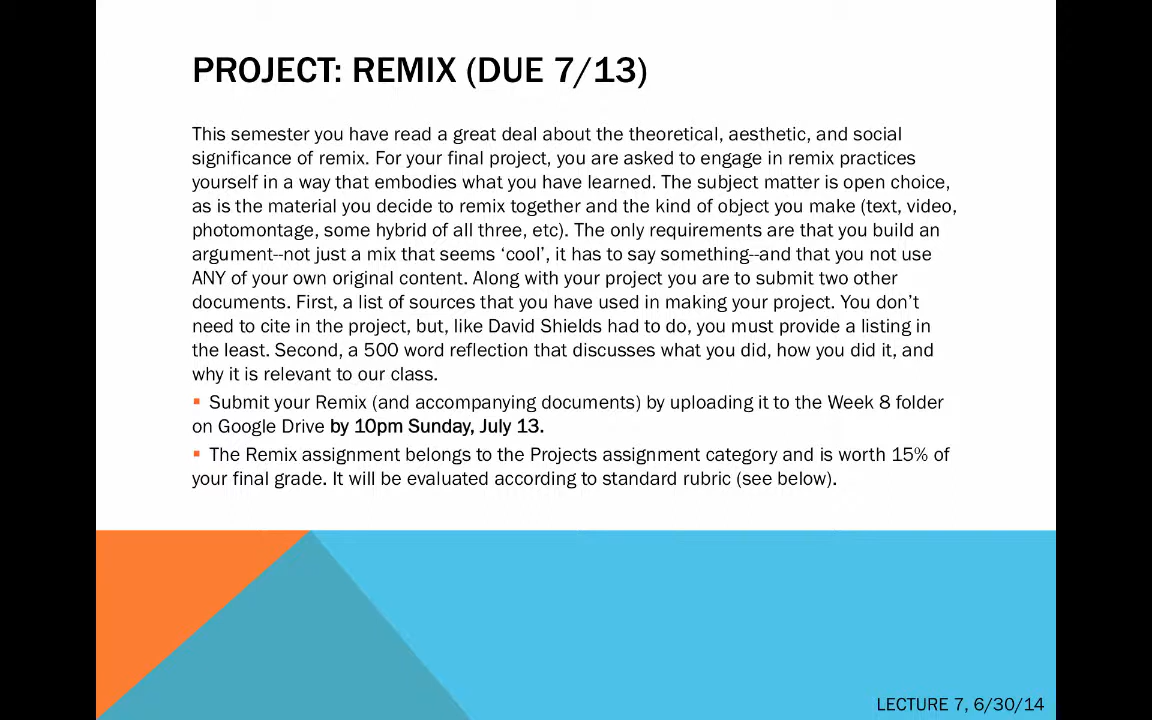 PROJECT: REMIX (DUE 7/13)
This semester you have read a great deal about the theoretical, aesthetic, and social
significance of remix. For your final project, you are asked to engage in remix practices
yourself in a way that embodies what you have learned. The subject matter is open choice,
as is the material you decide to remix together and the kind of object you make (text, video,
photomontage, some hybrid of all three, etc). The only requirements are that you build an
argument--not just a mix that seems ‘cool’, it has to say something--and that you not use
ANY of your own original content. Along with your project you are to submit two other
documents. First, a list of sources that you have used in making your project. You don’t
need to cite in the project, but, like David Shields had to do, you must provide a listing in
the least. Second, a 500 word reflection that discusses what you did, how you did it, and
why it is relevant to our class.
▪ Submit your Remix (and accompanying documents) by uploading it to the Week 8 folder
on Google Drive by 10pm Sunday, July 13.
▪ The Remix assignment belongs to the Projects assignment category and is worth 15% of
your final grade. It will be evaluated according to standard rubric (see below).
LECTURE 7, 6/30/14